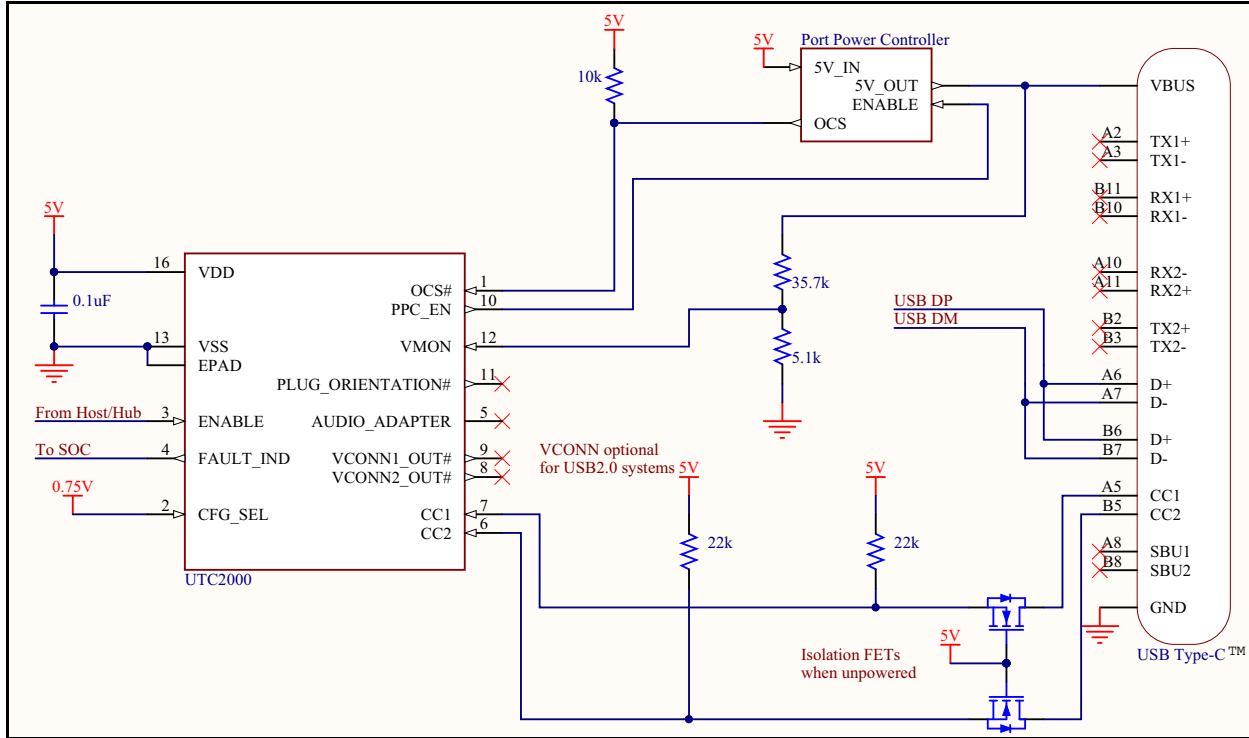 5V
10k
5V
Port Power Controller
5V_IN
5V_OUT
ENABLE
OCS
VBUS
A2
TX1+
A3
TX1-
B11
RX1+
B10
RX1-
A10
RX2-
A11
RX2+
B2
TX2+
B3
TX2-
A6
D+
A7
D-
B6
D+
B7
D-
A5
CC1
B5
CC2
A8
SBU1
B8
SBU2
GND
USB Type-C™
5V
0.1uF
16
VDD
13
VSS
EPAD
From Host/Hub
3
ENABLE
To SOC
4
FAULT_IND
0.75V
2
CFG_SEL
OCS#
1
PPC_EN
10
VMON
12
PLUG_ORIENTATION#
11
AUDIO_ADAPTER
5
VCONN1_OUT#
9
VCONN2_OUT#
8
CC1
7
CC2
6
UTC2000
35.7k
5.1k
USB DP
USB DM
VCONN optional
for USB2.0 systems
5V
22k
5V
22k
Isolation FETs
when unpowered
5V